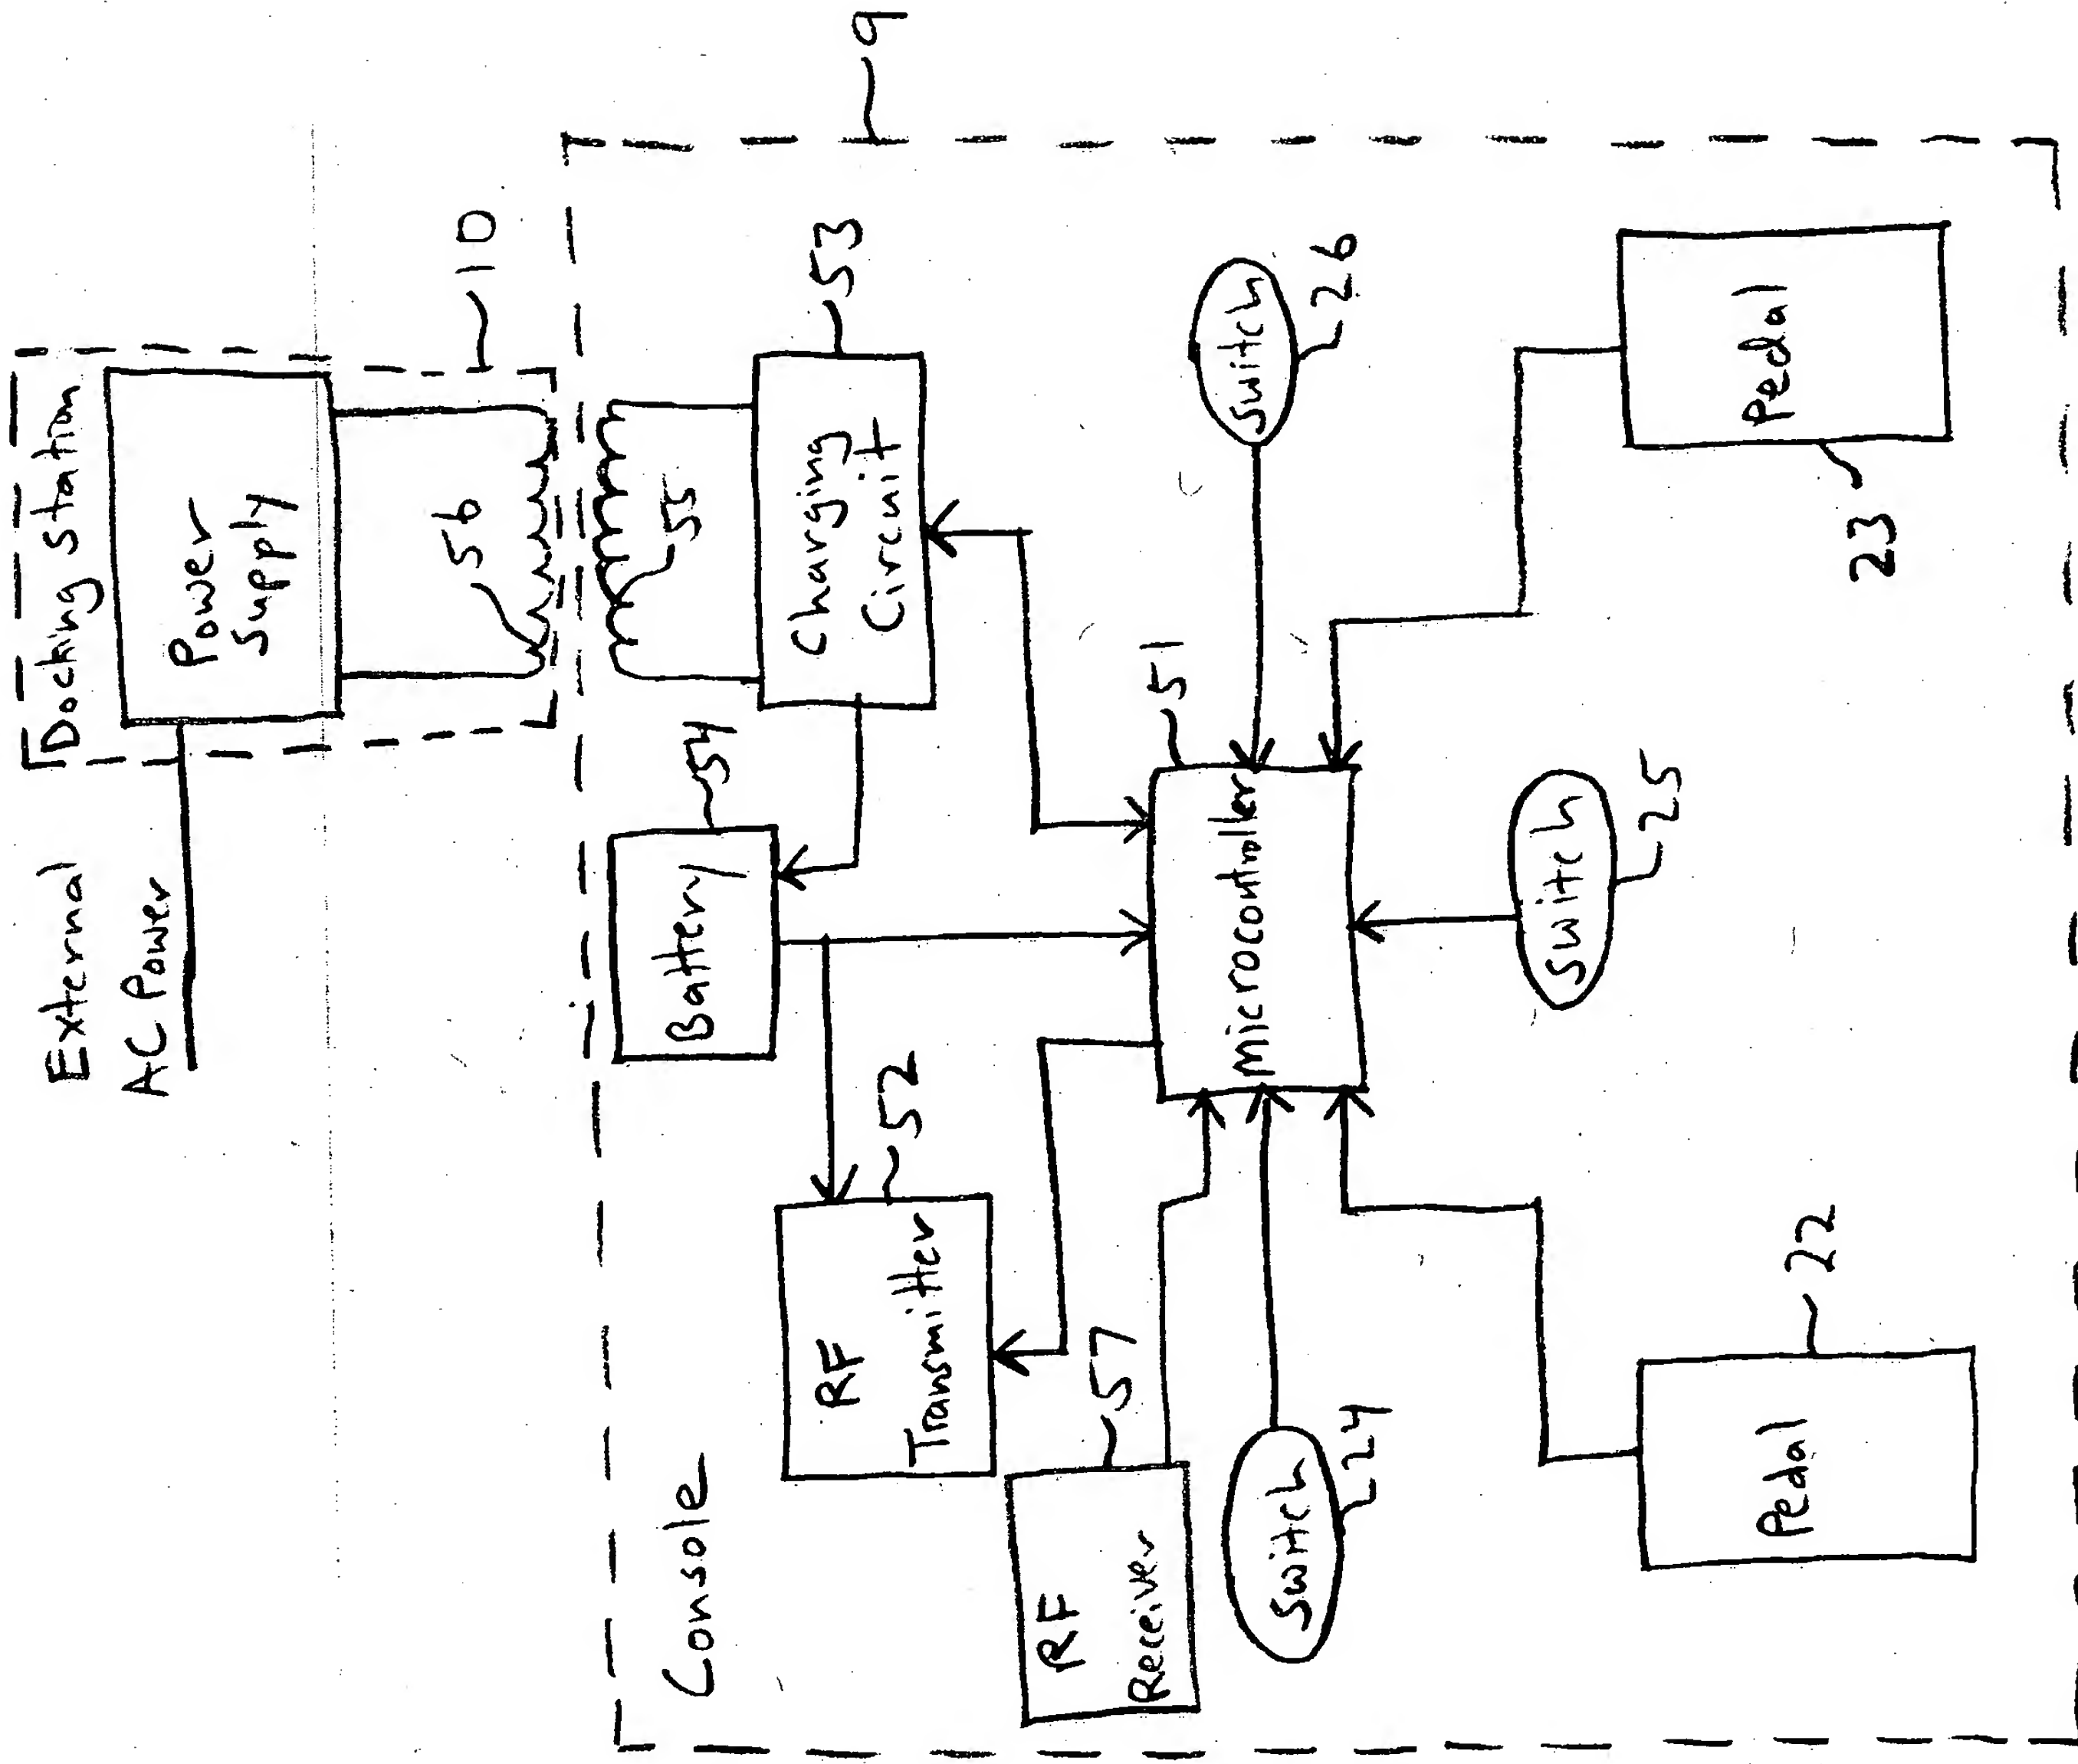 External
AC Power
Docking Station
Power
Supply
56
10
Console
Battery
54
55
Charging
Circuit
53
9
RF
Transmitter
52
RF
Receiver
57
microcontroller
51
Switch
24
Switch
26
Switch
25
Pedal
22
Pedal
23